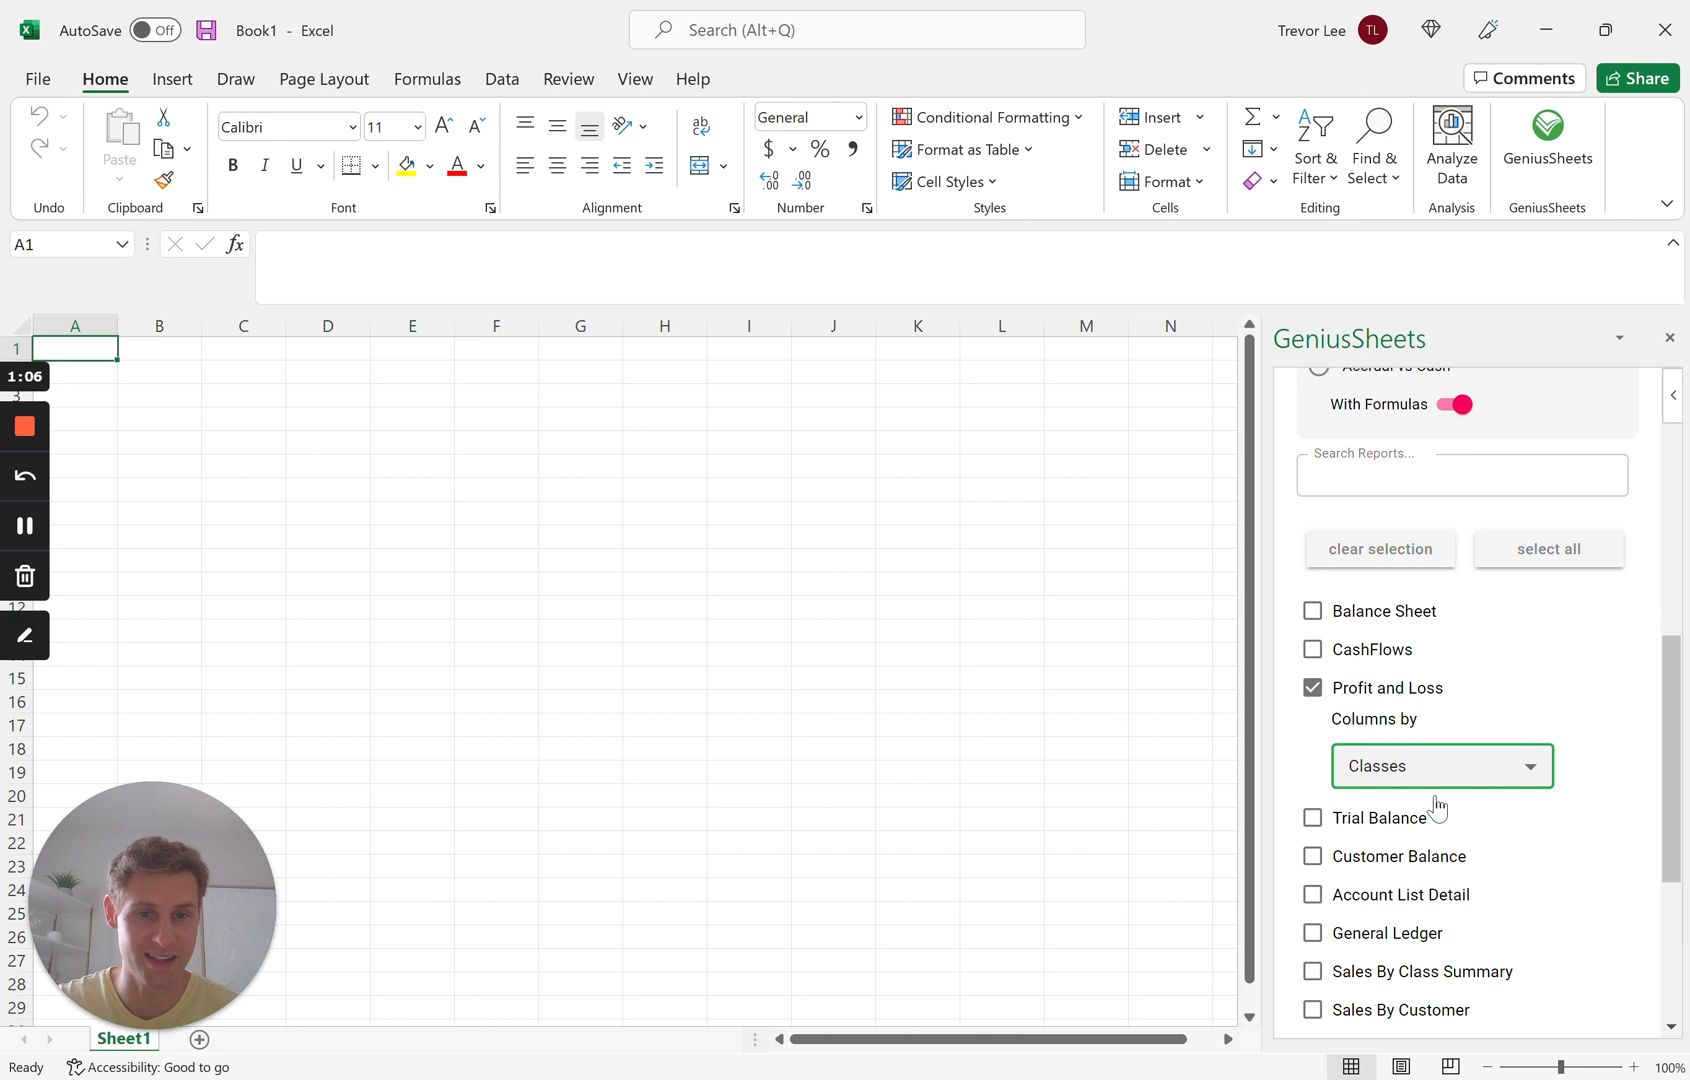 AutoSave Off Book1 - Excel
Search (Alt+Q)
Trevor Lee TL
File Home Insert Draw Page Layout Formulas Data Review View Help
Comments Share
Paste
Calibri 11
B I U A
ab
General
$ % 9
.00
.00
Conditional Formatting
Format as Table
Cell Styles
Insert
Delete
Format
Sort &
Filter
Find &
Select
Analyze
Data
GeniusSheets
Undo Clipboard Font Alignment Number Styles Cells Editing Analysis GeniusSheets
A1 fx
A B C D E F G H I J K L M N
1
1:06
3
12
15
16
17
18
19
20
21
22
23
24
25
26
27
28
29
GeniusSheets
With Formulas
Search Reports...
clear selection select all
Balance Sheet
CashFlows
Profit and Loss
Columns by
Classes
Trial Balance
Customer Balance
Account List Detail
General Ledger
Sales By Class Summary
Sales By Customer
Sheet1
Ready Accessibility: Good to go
100%